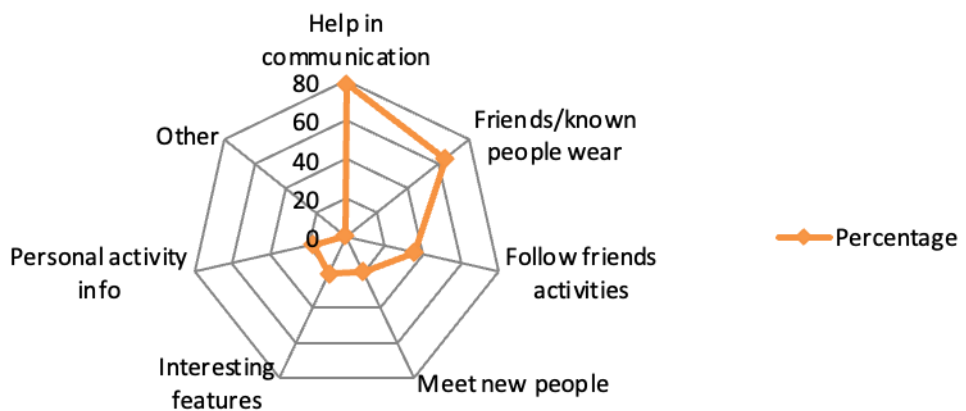 Help in
communication
80
60
40
20
0
Friends/known
people wear
Follow friends
activities
Meet new people
Interesting
features
Personal activity
info
Other
Percentage